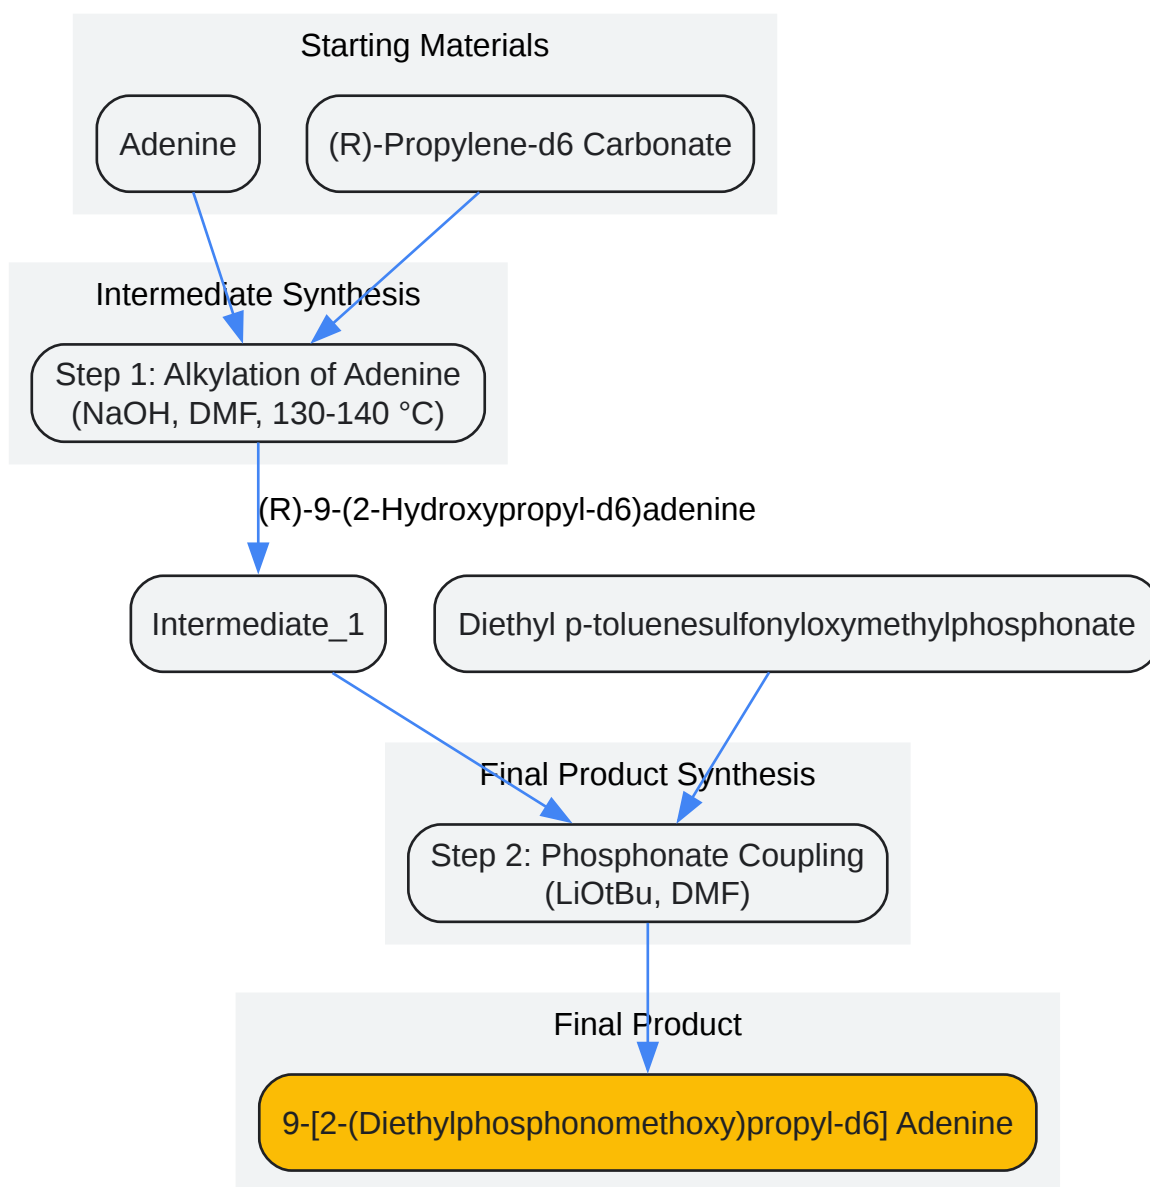 Starting Materials
Adenine
(R)-Propylene-d6 Carbonate
Intermediate Synthesis
Step 1: Alkylation of Adenine
(NaOH, DMF, 130-140 °C)
(R)-9-(2-Hydroxypropyl-d6)adenine
Intermediate_1
Diethyl p-toluenesulfonyloxymethylphosphonate
Final Product Synthesis
Step 2: Phosphonate Coupling
(LiOtBu, DMF)
Final Product
9-[2-(Diethylphosphonomethoxy)propyl-d6] Adenine